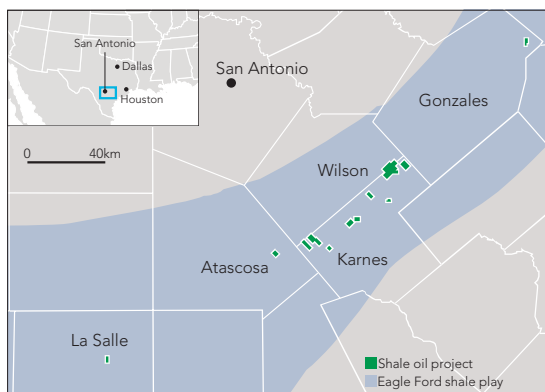 San Antonio
Dallas
Houston
San Antonio
Gonzales
0 40km
Wilson
Karnes
Atascosa
La Salle
Shale oil project
Eagle Ford shale play